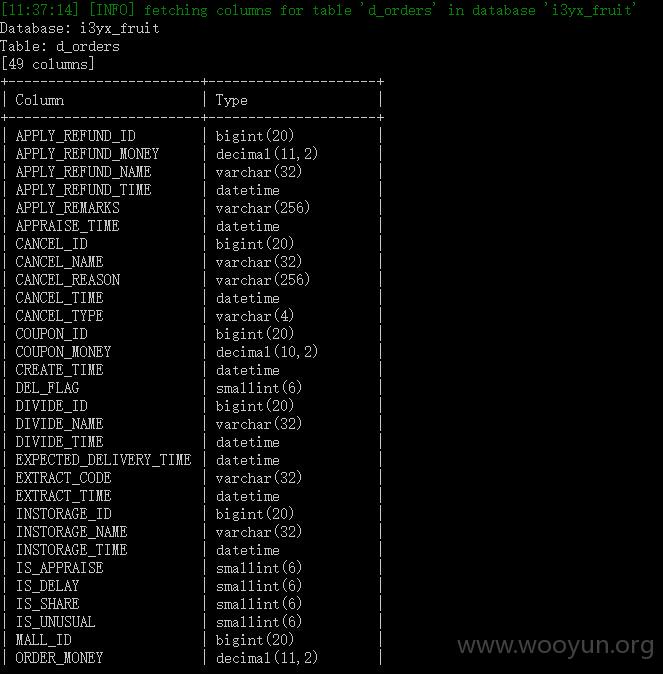 [11:37:14] [INFO] fetching columns for table 'd_orders' in database 'i3yx_fruit'
Database: i3yx_fruit
Table: d_orders
[49 columns]
+----------------------+--------------------+
| Column | Type |
+----------------------+--------------------+
| APPLY_REFUND_ID | bigint(20) |
| APPLY_REFUND_MONEY | decimal(11,2) |
| APPLY_REFUND_NAME | varchar(32) |
| APPLY_REFUND_TIME | datetime |
| APPLY_REMARKS | varchar(256) |
| APPRAISE_TIME | datetime |
| CANCEL_ID | bigint(20) |
| CANCEL_NAME | varchar(32) |
| CANCEL_REASON | varchar(256) |
| CANCEL_TIME | datetime |
| CANCEL_TYPE | varchar(4) |
| COUPON_ID | bigint(20) |
| COUPON_MONEY | decimal(10,2) |
| CREATE_TIME | datetime |
| DEL_FLAG | smallint(6) |
| DIVIDE_ID | bigint(20) |
| DIVIDE_NAME | varchar(32) |
| DIVIDE_TIME | datetime |
| EXPECTED_DELIVERY_TIME | datetime |
| EXTRACT_CODE | varchar(32) |
| EXTRACT_TIME | datetime |
| INSTORAGE_ID | bigint(20) |
| INSTORAGE_NAME | varchar(32) |
| INSTORAGE_TIME | datetime |
| IS_APPRAISE | smallint(6) |
| IS_DELAY | smallint(6) |
| IS_SHARE | smallint(6) |
| IS_UNUSUAL | smallint(6) |
| MALL_ID | bigint(20) |
| ORDER_MONEY | decimal(11,2) |
www.wooyun.org